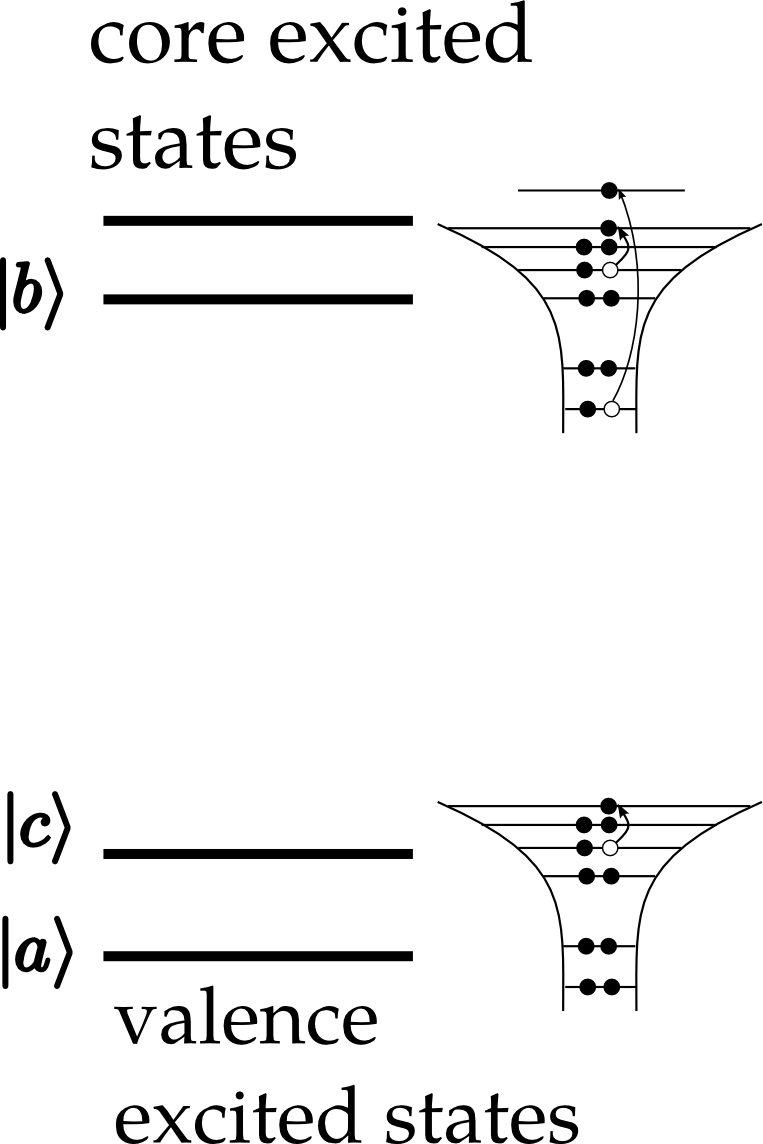 core excited
states
|b⟩
|c⟩
|a⟩
valence
excited states